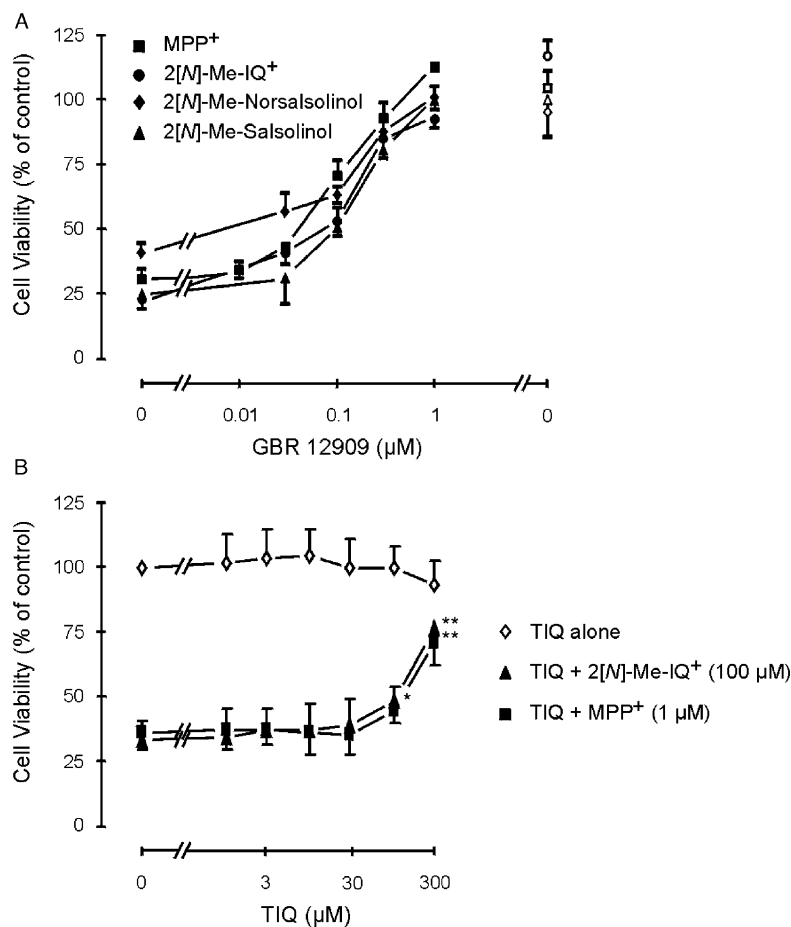 A
125
100
75
50
25
0
Cell Viability (% of control)
MPP+
2[N]-Me-IQ+
2[N]-Me-Norsalsolinol
2[N]-Me-Salsolinol
0
0.01
0.1
1
0
GBR 12909 (µM)
B
125
100
75
50
25
0
Cell Viability (% of control)
**
**
*
TIQ alone
TIQ + 2[N]-Me-IQ+ (100 µM)
TIQ + MPP+ (1 µM)
0
3
30
300
TIQ (µM)